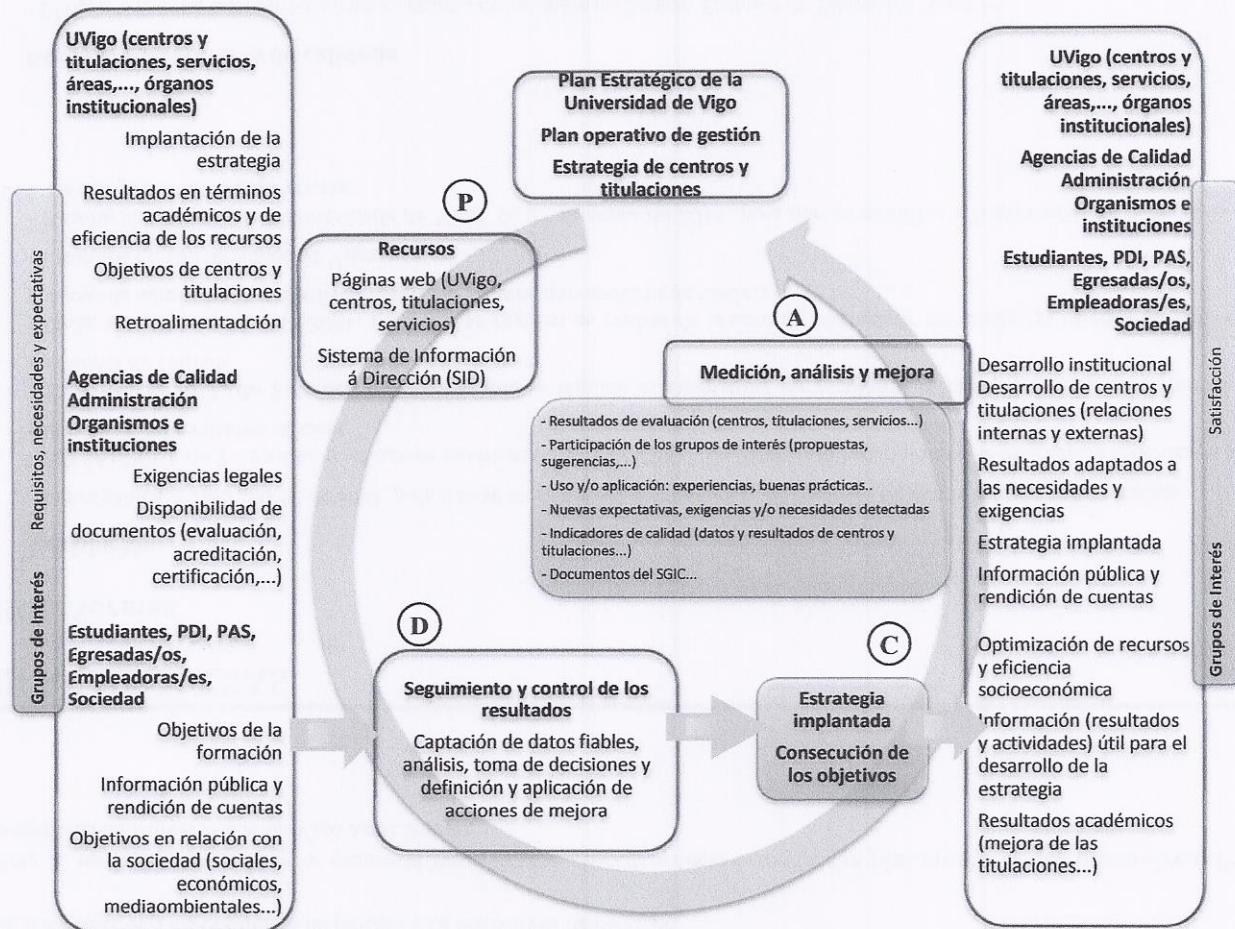 UVigo (centros y
titulaciones, servicios,
áreas,..., órganos
institucionales)
Implantación de la
estrategia
Resultados en términos
académicos y de
eficiencia de los recursos
Objetivos de centros y
titulaciones
Retroalimentadción
Agencias de Calidad
Administración
Organismos e
instituciones
Exigencias legales
Disponibilidad de
documentos (evaluación,
acreditación,
certificación,...)
Estudiantes, PDI, PAS,
Egresadas/os,
Empleadoras/es,
Sociedad
Objetivos de la
formación
Información pública y
rendición de cuentas
Objetivos en relación con
la sociedad (sociales,
económicos,
mediaombientales...)
Grupos de Interés
Requisitos, necesidades y expectativas
Plan Estratégico de la
Universidad de Vigo
Plan operativo de gestión
Estrategia de centros y
titulaciones
P
Recursos
Páginas web (UVigo,
centros, titulaciones,
servicios)
Sistema de Información
á Dirección (SID)
A
Medición, análisis y mejora
- Resultados de evaluación (centros, titulaciones, servicios...)
- Participación de los grupos de interés (propuestas,
sugerencias,...)
- Uso y/o aplicación: experiencias, buenas prácticas..
- Nuevas expectativas, exigencias y/o necesidades detectadas
- Indicadores de calidad (datos y resultados de centros y
titulaciones...)
- Documentos del SGIC...
D
Seguimiento y control de los
resultados
Captación de datos fiables,
análisis, toma de decisiones y
definición y aplicación de
acciones de mejora
C
Estrategia
implantada
Consecución de
los objetivos
UVigo (centros y
titulaciones, servicios,
áreas,..., órganos
institucionales)
Agencias de Calidad
Administración
Organismos e
instituciones
Estudiantes, PDI, PAS,
Egresadas/os,
Empleadoras/es,
Sociedad
Desarrollo institucional
Desarrollo de centros y
titulaciones (relaciones
internas y externas)
Resultados adaptados a
las necesidades y
exigencias
Estrategia implantada
Información pública y
rendición de cuentas
Optimización de recursos
y eficiencia
socioeconómica
Información (resultados
y actividades) útil para el
desarrollo de la
estrategia
Resultados académicos
(mejora de las
titulaciones...)
Grupos de Interés
Satisfacción